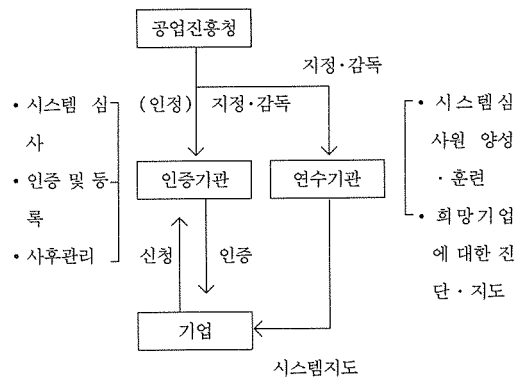 공업진흥청
지정·감독
(인정) 지정·감독
• 시스템 심
사
• 인증 및 등
록
• 사후관리
인증기관
연수기관
• 시스템심
사원 양성
· 훈련
• 희망기업
에 대한 진
단 · 지도
신청
인증
기업
시스템지도